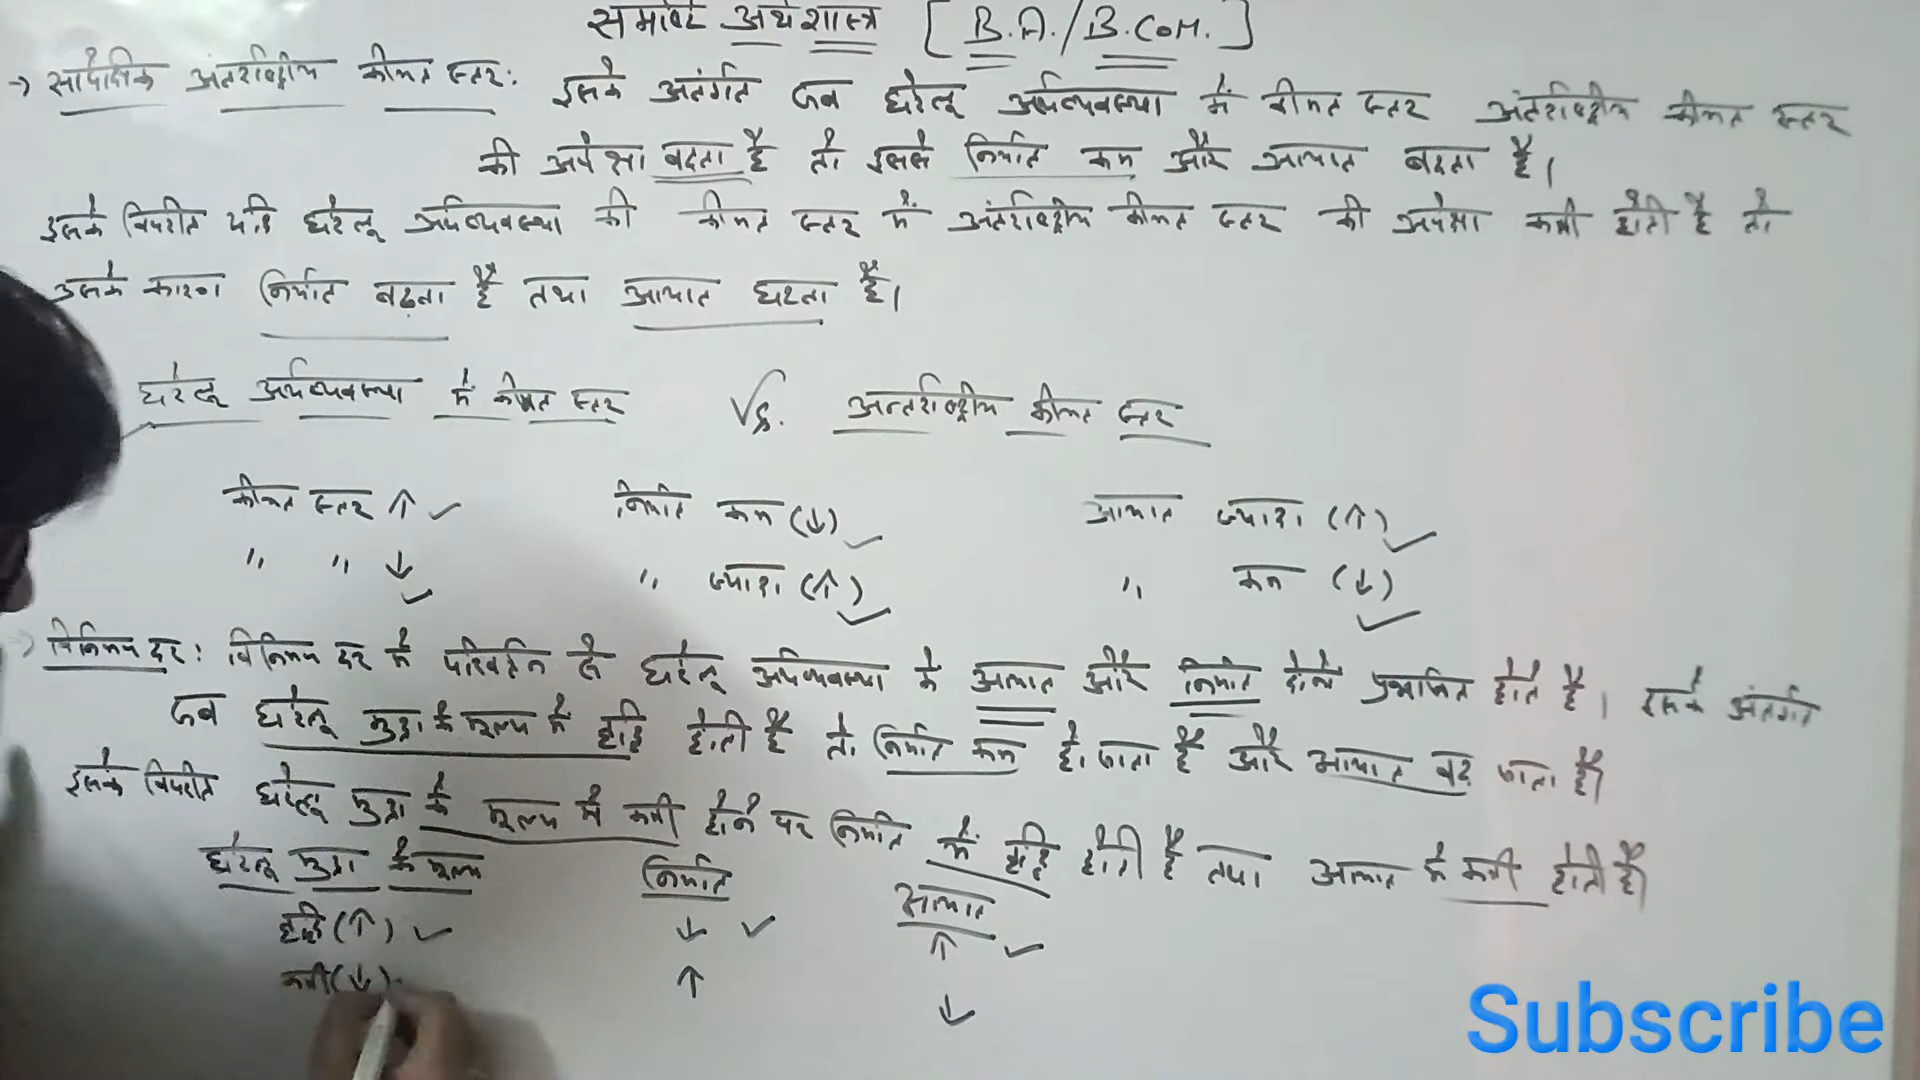 समष्टि अर्थशास्त्र [B.A./B.COM.]
→ सापेक्षिक अंतर्राष्ट्रीय कीमत स्तर: इसके अंतर्गत जब घरेलू अर्थव्यवस्था में कीमत स्तर अंतर्राष्ट्रीय कीमत स्तर
की अपेक्षा बढ़ता है तो इससे निर्यात कम और आयात बढता है।
इसके विपरीत यदि घरेलू अर्थव्यवस्था की कीमत स्तर में अंतर्राष्ट्रीय कीमत स्तर की अपेक्षा कमी होती है तो
उसके कारण निर्यात बढ़ता है तथा आयात घटता है।
घरेलू अर्थव्यवस्था में कीमत स्तर Vs. अन्तर्राष्ट्रीय कीमत स्तर
कीमत स्तर ↑ ✓ निर्यात कम (↓) ✓ आयात ज्यादा (↑) ✓
,, ,, ↓ ✓ ,, ज्यादा (↑) ✓ ,, कम (↓) ✓
→ विनिमय दर: विनिमय दर में परिवर्तन से घरेलू अर्थव्यवस्था के आयात और निर्यात दोनो प्रभावित होते है। इसके अंतर्गत
जब घरेलू मुद्रा के मूल्य में वृद्धि होती है तो निर्यात कम हो जाता है और आयात बढ जाता है।
इसके विपरीत घरेलू मुद्रा के मूल्य में कमी होने पर निर्यात में वृद्धि होती है तथा आयात में कमी होती है।
घरेलू मुद्रा के मूल्य निर्यात आयात
वृद्धि (↑) ✓ ↓ ✓ ↑ ✓
कमी (↓) ↑ ↓
Subscribe